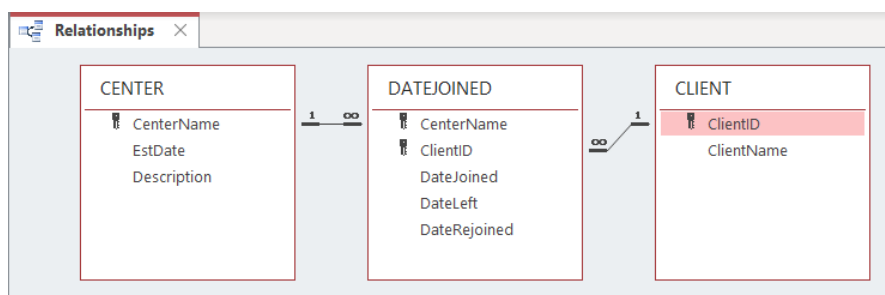 Relationships ×
CENTER
CenterName
EstDate
Description
1 ∞
DATEJOINED
CenterName
ClientID
DateJoined
DateLeft
DateRejoined
∞ 1
CLIENT
ClientID
ClientName